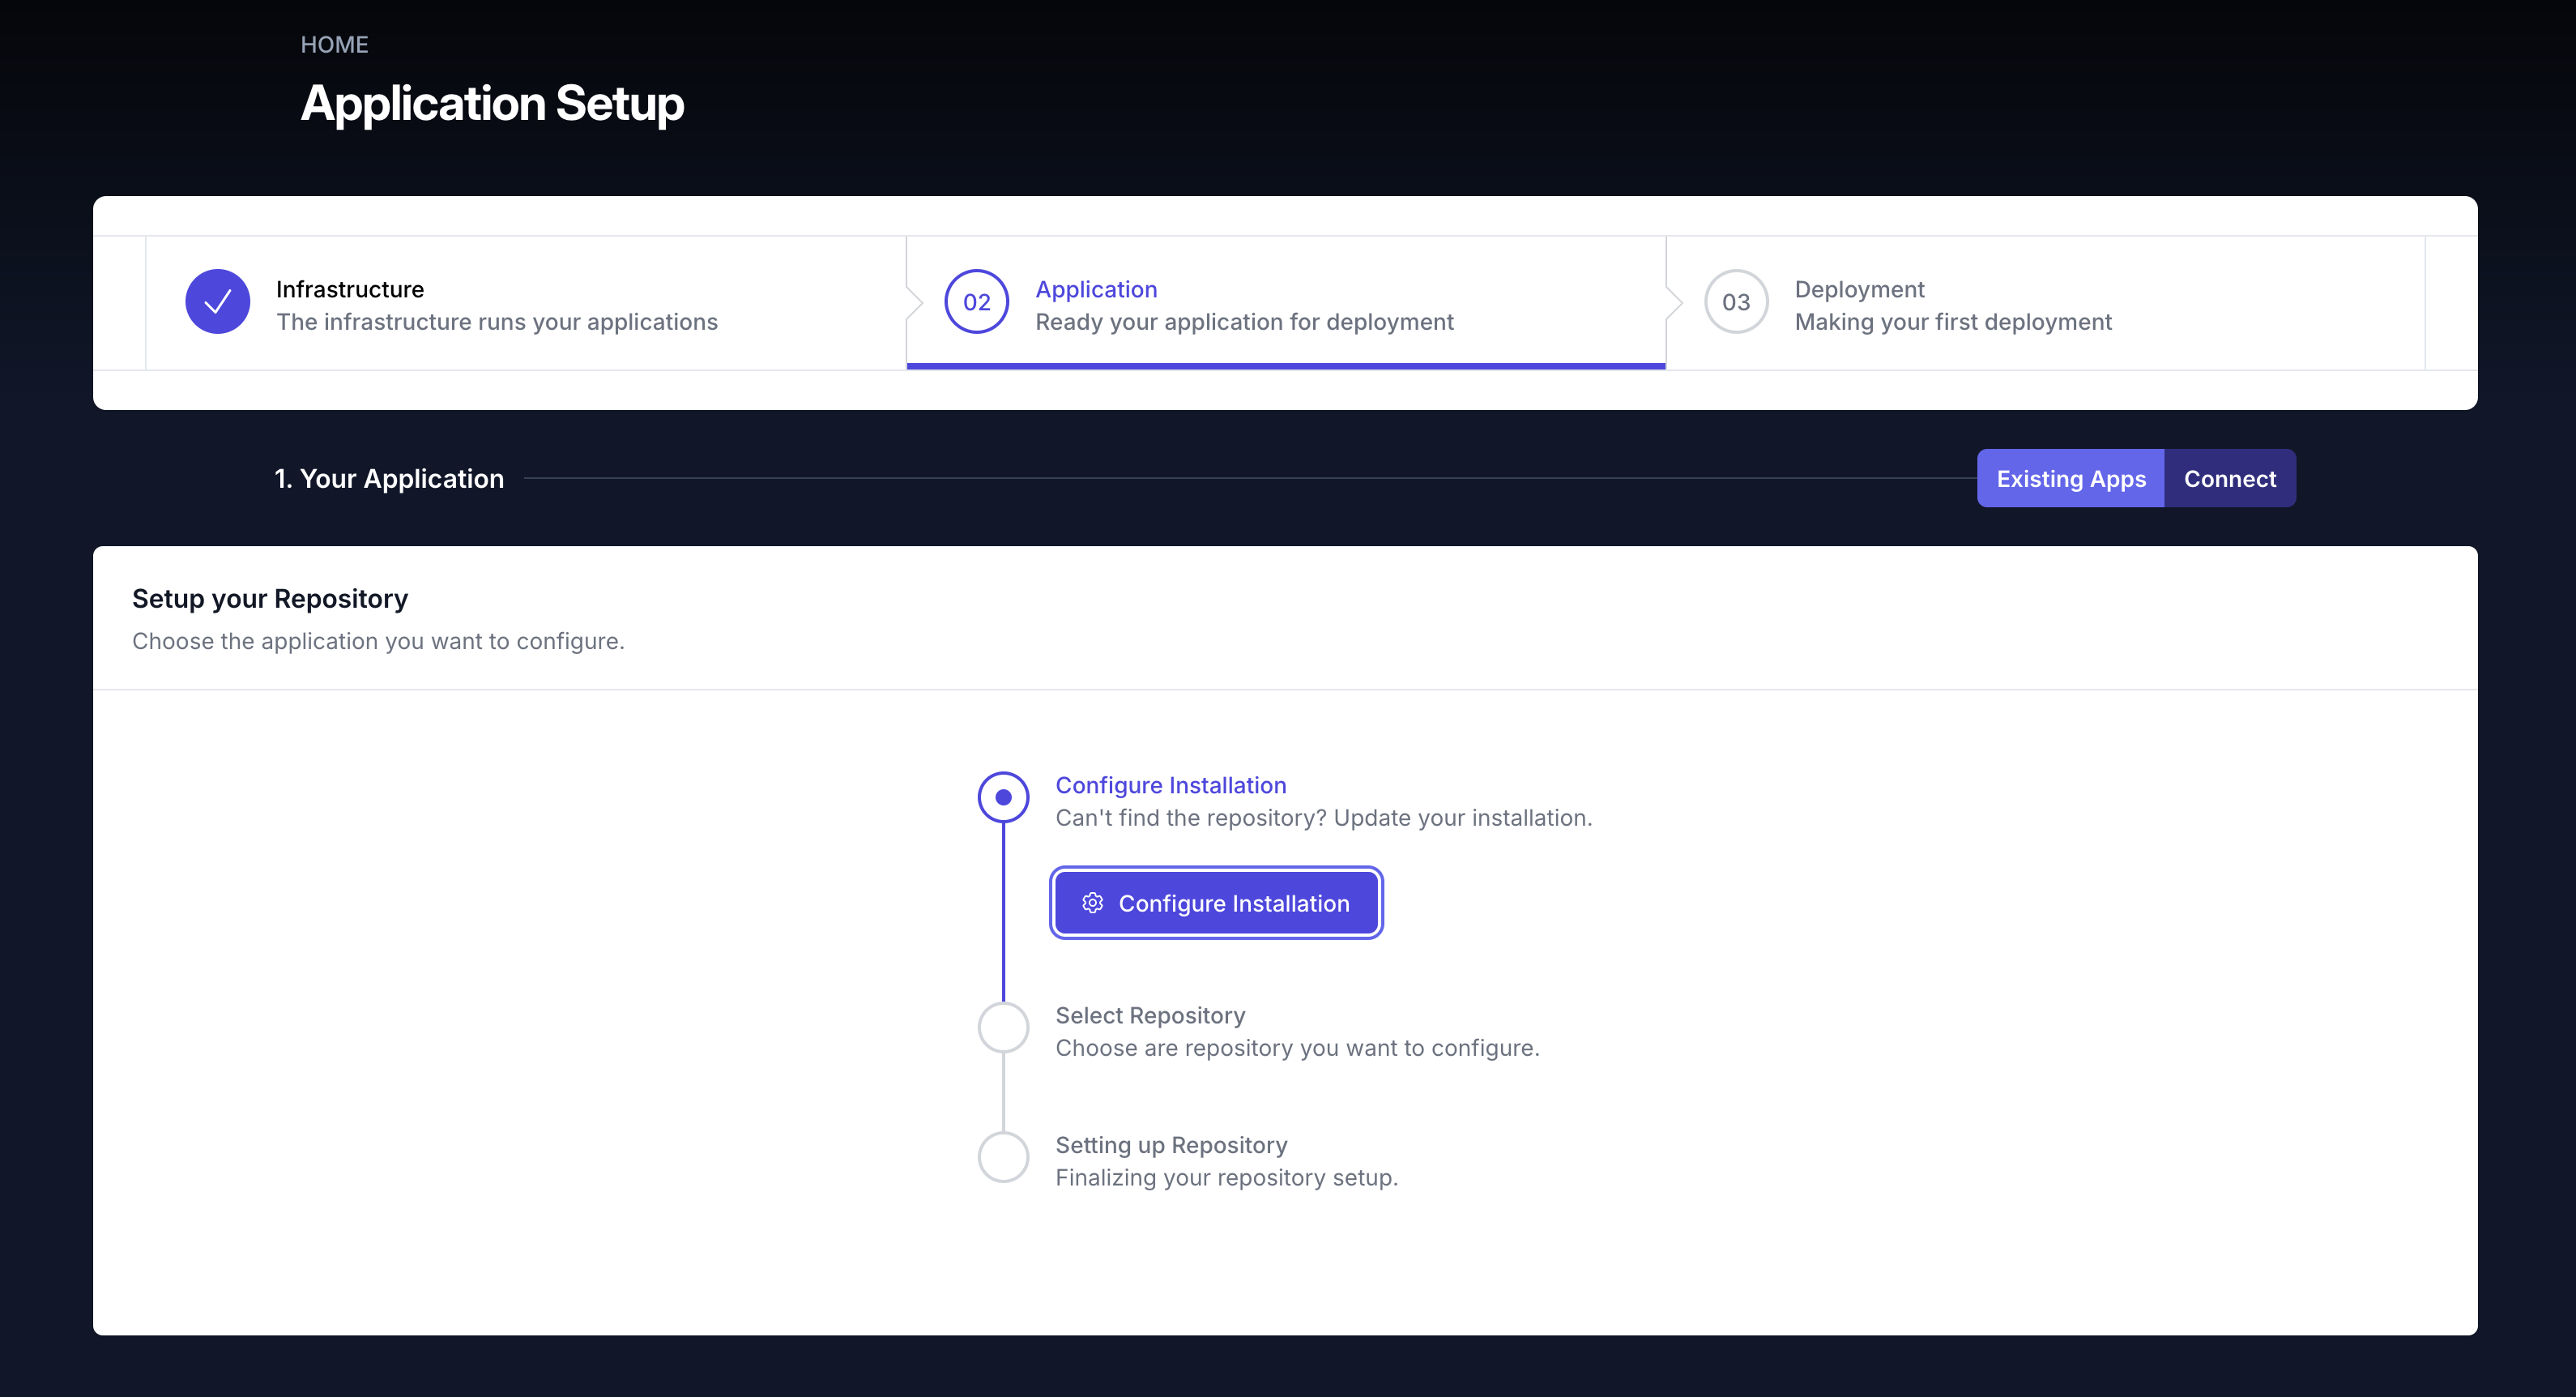 HOME
Application Setup
Infrastructure
The infrastructure runs your applications
02
Application
Ready your application for deployment
03
Deployment
Making your first deployment
1. Your Application
Existing Apps
Connect
Setup your Repository
Choose the application you want to configure.
Configure Installation
Can't find the repository? Update your installation.
Configure Installation
Select Repository
Choose are repository you want to configure.
Setting up Repository
Finalizing your repository setup.